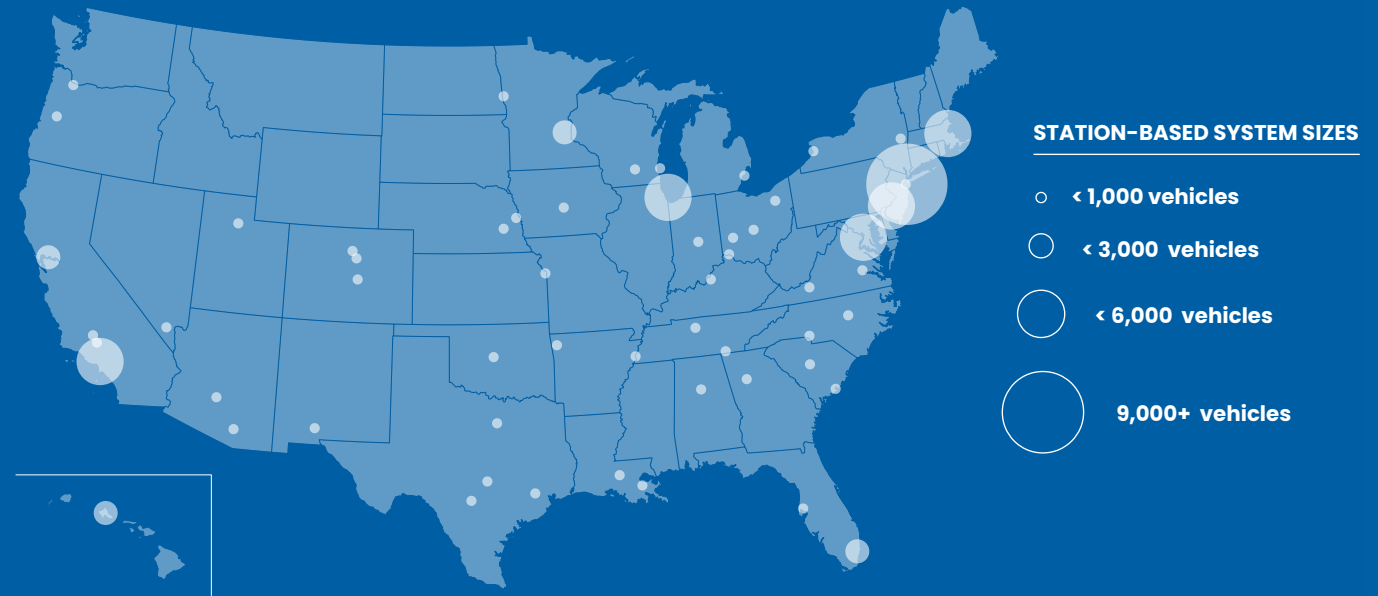 STATION-BASED SYSTEM SIZES
< 1,000 vehicles
< 3,000 vehicles
< 6,000 vehicles
9,000+ vehicles